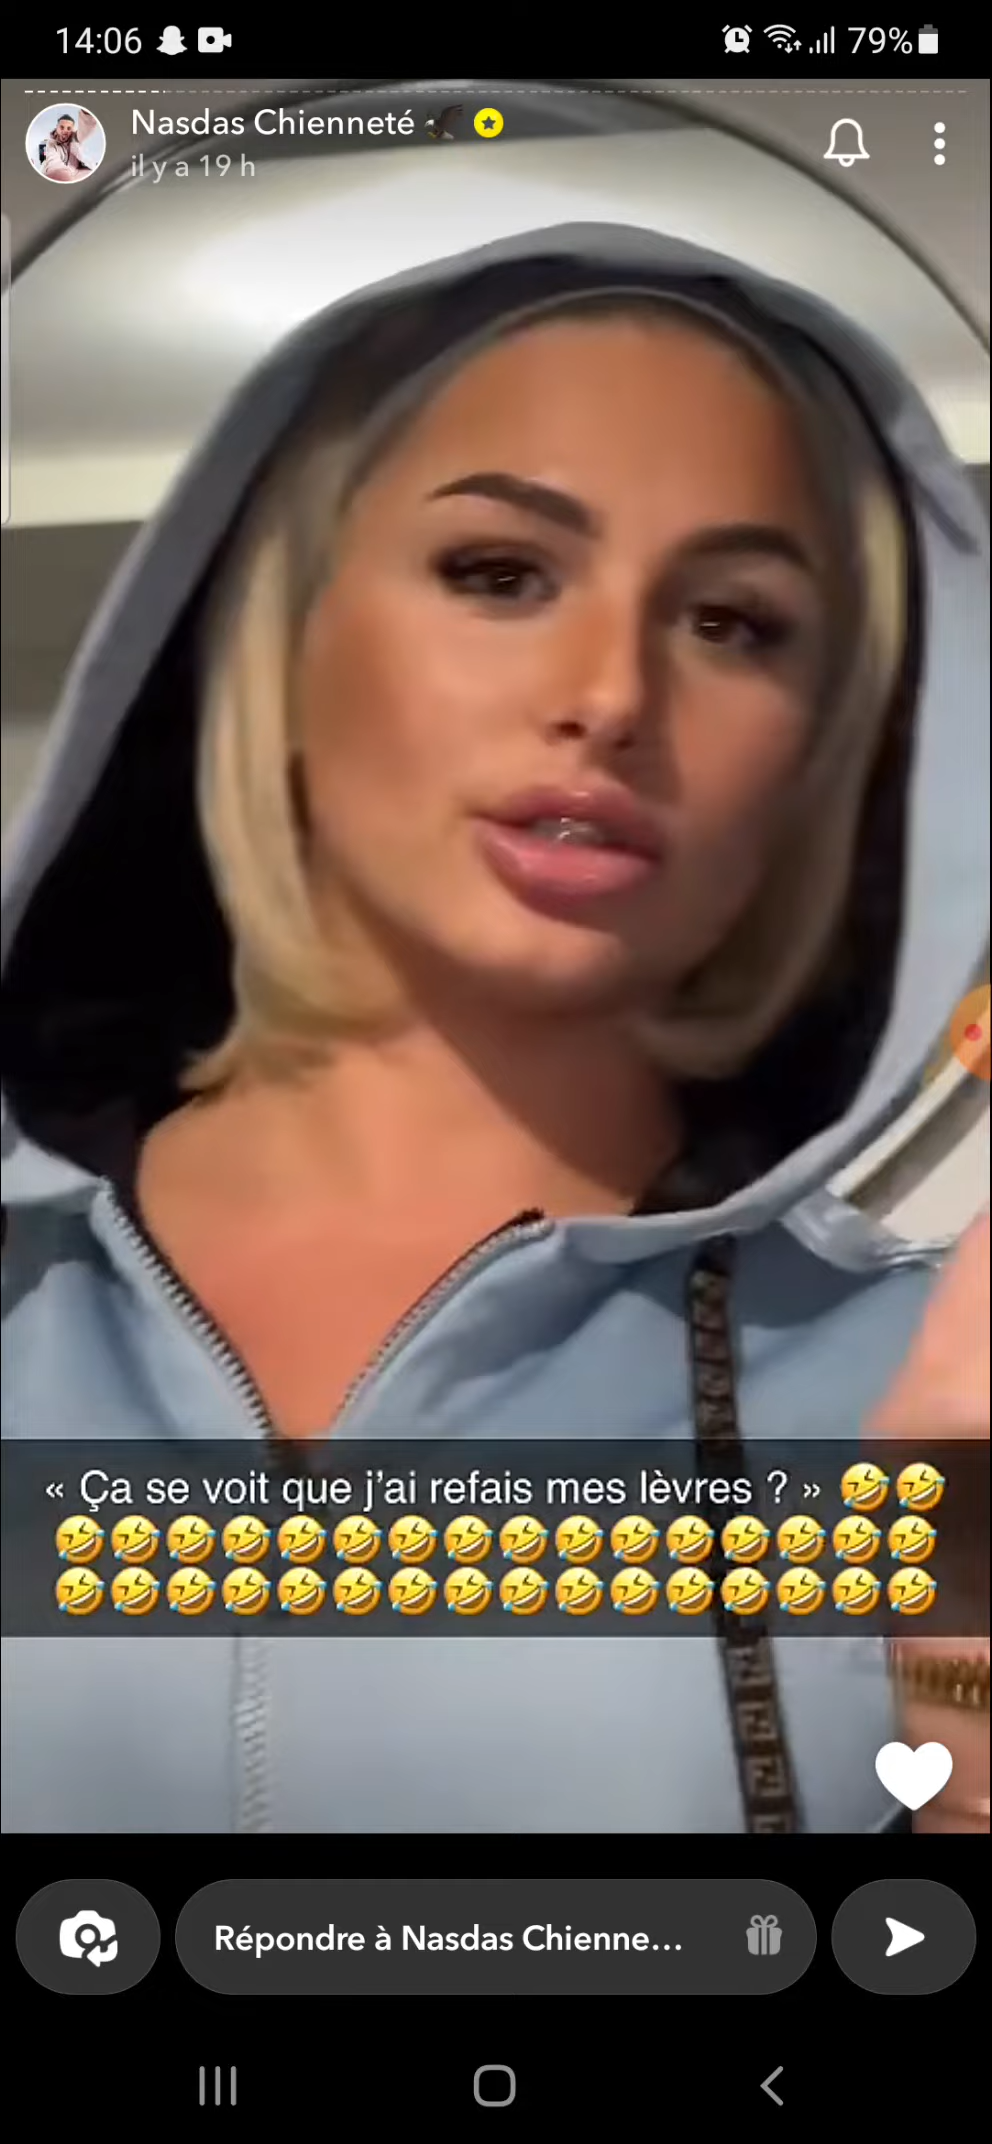 14:06
79%
Nasdas Chienneté 🦅
il y a 19 h
« Ça se voit que j'ai refais mes lèvres ? » 🤣🤣
🤣🤣🤣🤣🤣🤣🤣🤣🤣🤣🤣🤣🤣🤣🤣🤣
🤣🤣🤣🤣🤣🤣🤣🤣🤣🤣🤣🤣🤣🤣🤣🤣
Répondre à Nasdas Chienne...